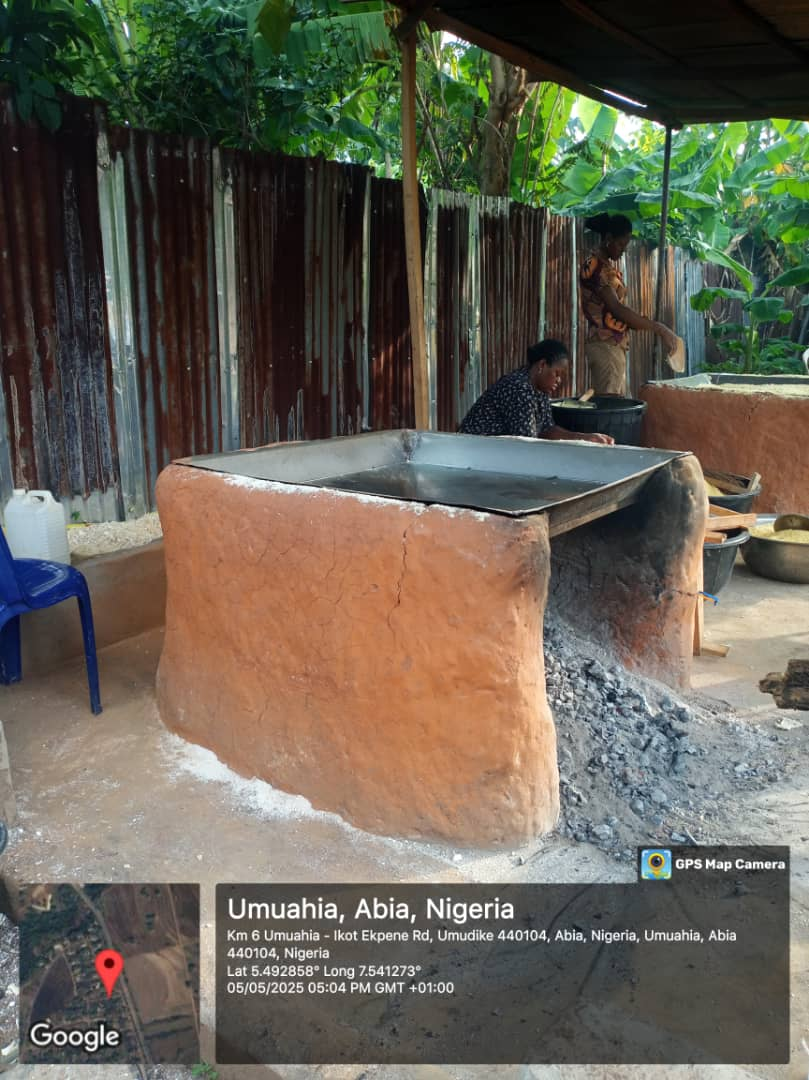 GPS Map Camera
Umuahia, Abia, Nigeria
Km 6 Umuahia - Ikot Ekpene Rd, Umudike 440104, Abia, Nigeria, Umuahia, Abia
440104, Nigeria
Lat 5.492858° Long 7.541273°
05/05/2025 05:04 PM GMT +01:00
Google